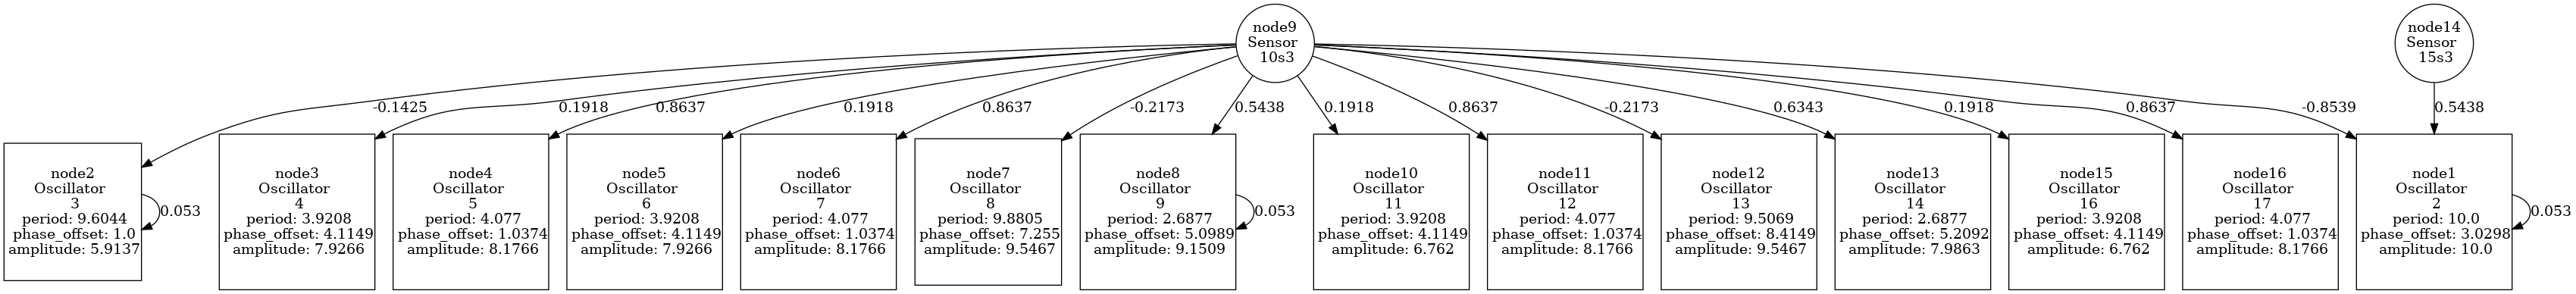 node9
Sensor
10s3
node14
Sensor
15s3
-0.1425
0.1918
0.8637
0.1918
0.8637
-0.2173
0.5438
0.1918
0.8637
-0.2173
0.6343
0.1918
0.8637
-0.8539
0.5438
node2
Oscillator
3
period: 9.6044
phase_offset: 1.0
amplitude: 5.9137
0.053
node3
Oscillator
4
period: 3.9208
phase_offset: 4.1149
amplitude: 7.9266
node4
Oscillator
5
period: 4.077
phase_offset: 1.0374
amplitude: 8.1766
node5
Oscillator
6
period: 3.9208
phase_offset: 4.1149
amplitude: 7.9266
node6
Oscillator
7
period: 4.077
phase_offset: 1.0374
amplitude: 8.1766
node7
Oscillator
8
period: 9.8805
phase_offset: 7.255
amplitude: 9.5467
node8
Oscillator
9
period: 2.6877
phase_offset: 5.0989
amplitude: 9.1509
0.053
node10
Oscillator
11
period: 3.9208
phase_offset: 4.1149
amplitude: 6.762
node11
Oscillator
12
period: 4.077
phase_offset: 1.0374
amplitude: 8.1766
node12
Oscillator
13
period: 9.5069
phase_offset: 8.4149
amplitude: 9.5467
node13
Oscillator
14
period: 2.6877
phase_offset: 5.2092
amplitude: 7.9863
node15
Oscillator
16
period: 3.9208
phase_offset: 4.1149
amplitude: 6.762
node16
Oscillator
17
period: 4.077
phase_offset: 1.0374
amplitude: 8.1766
node1
Oscillator
2
period: 10.0
phase_offset: 3.0298
amplitude: 10.0
0.053